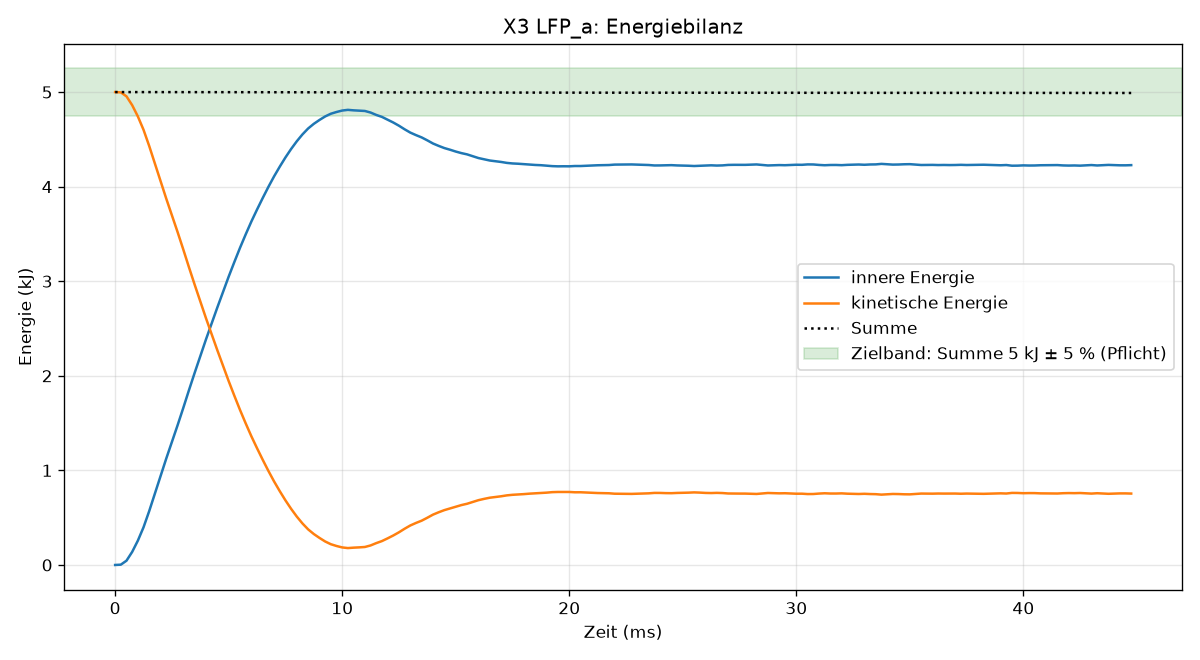 X3 LFP_a: Energiebilanz
Energie (kJ)
5
4
3
2
1
0
innere Energie
kinetische Energie
Summe
Zielband: Summe 5 kJ ± 5 % (Pflicht)
0 10 20 30 40
Zeit (ms)